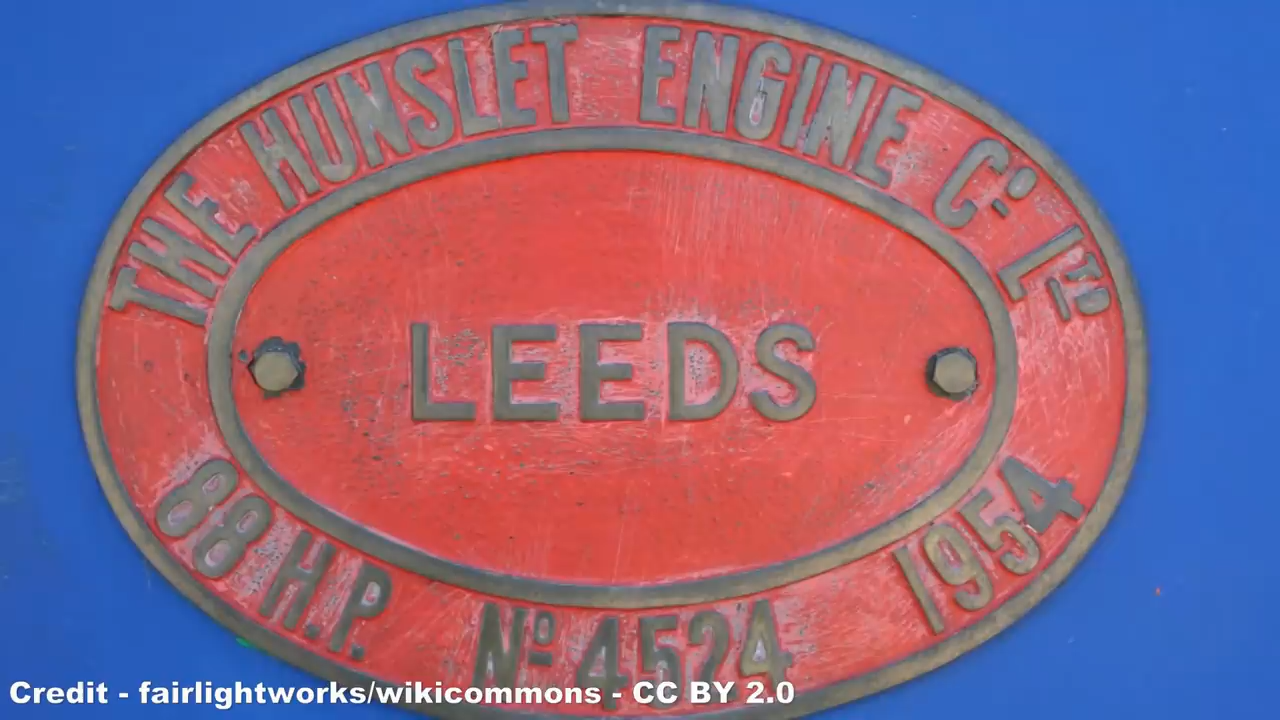 THE HUNSLET ENGINE Cº. LTD
LEEDS
88 H.P. Nº 4524 1954
Credit - fairlightworks/wikicommons - CC BY 2.0